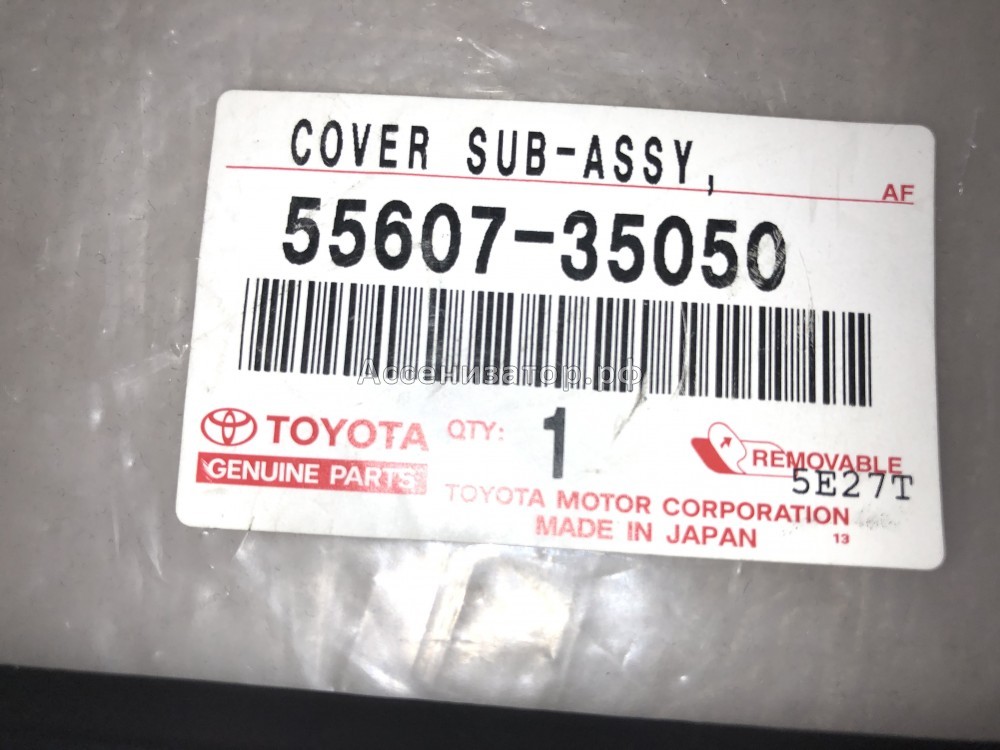 COVER SUB-ASSY,
AF
55607-35050
Ассенизатор.рф
TOYOTA QTY: 1
GENUINE PARTS
REMOVABLE
5E27T
TOYOTA MOTOR CORPORATION
MADE IN JAPAN 13